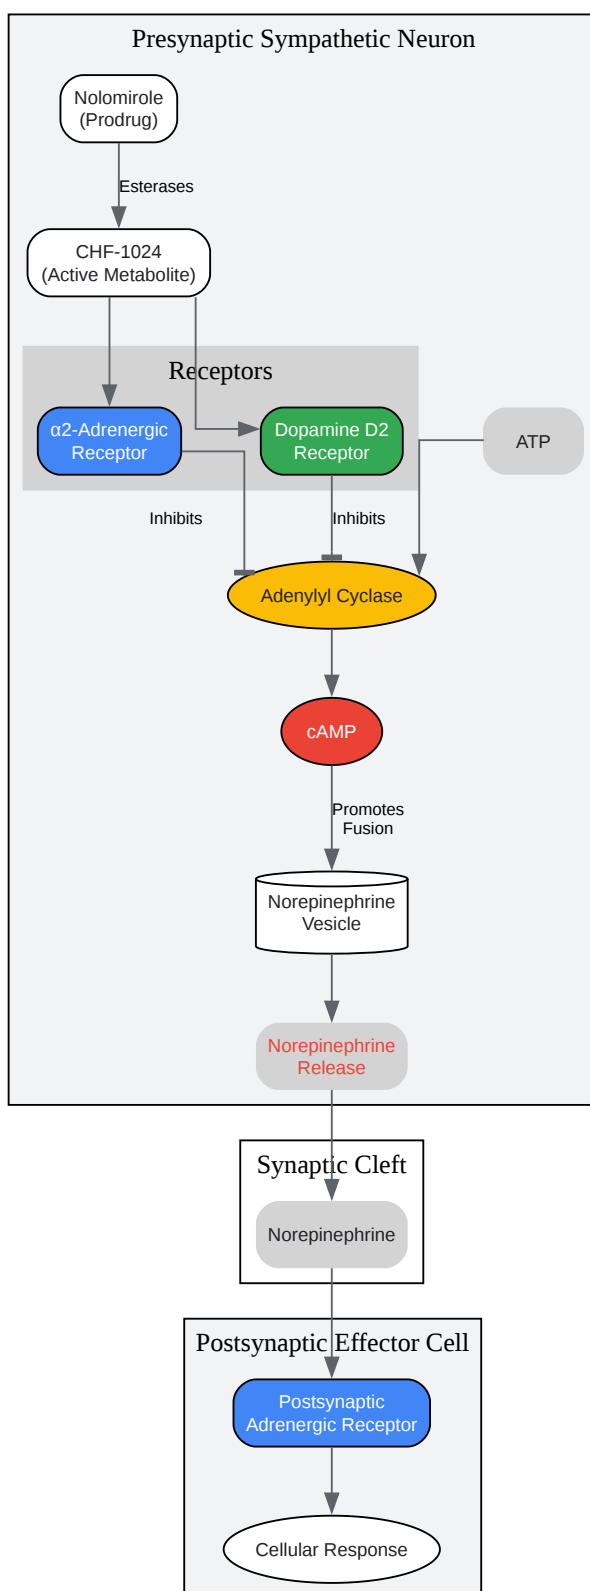 Presynaptic Sympathetic Neuron
Nolomirole
(Prodrug)
Esterases
CHF-1024
(Active Metabolite)
Receptors
α2-Adrenergic
Receptor
Dopamine D2
Receptor
ATP
Inhibits
Inhibits
Adenylyl Cyclase
cAMP
Promotes
Fusion
Norepinephrine
Vesicle
Norepinephrine
Release
Synaptic Cleft
Norepinephrine
Postsynaptic Effector Cell
Postsynaptic
Adrenergic Receptor
Cellular Response